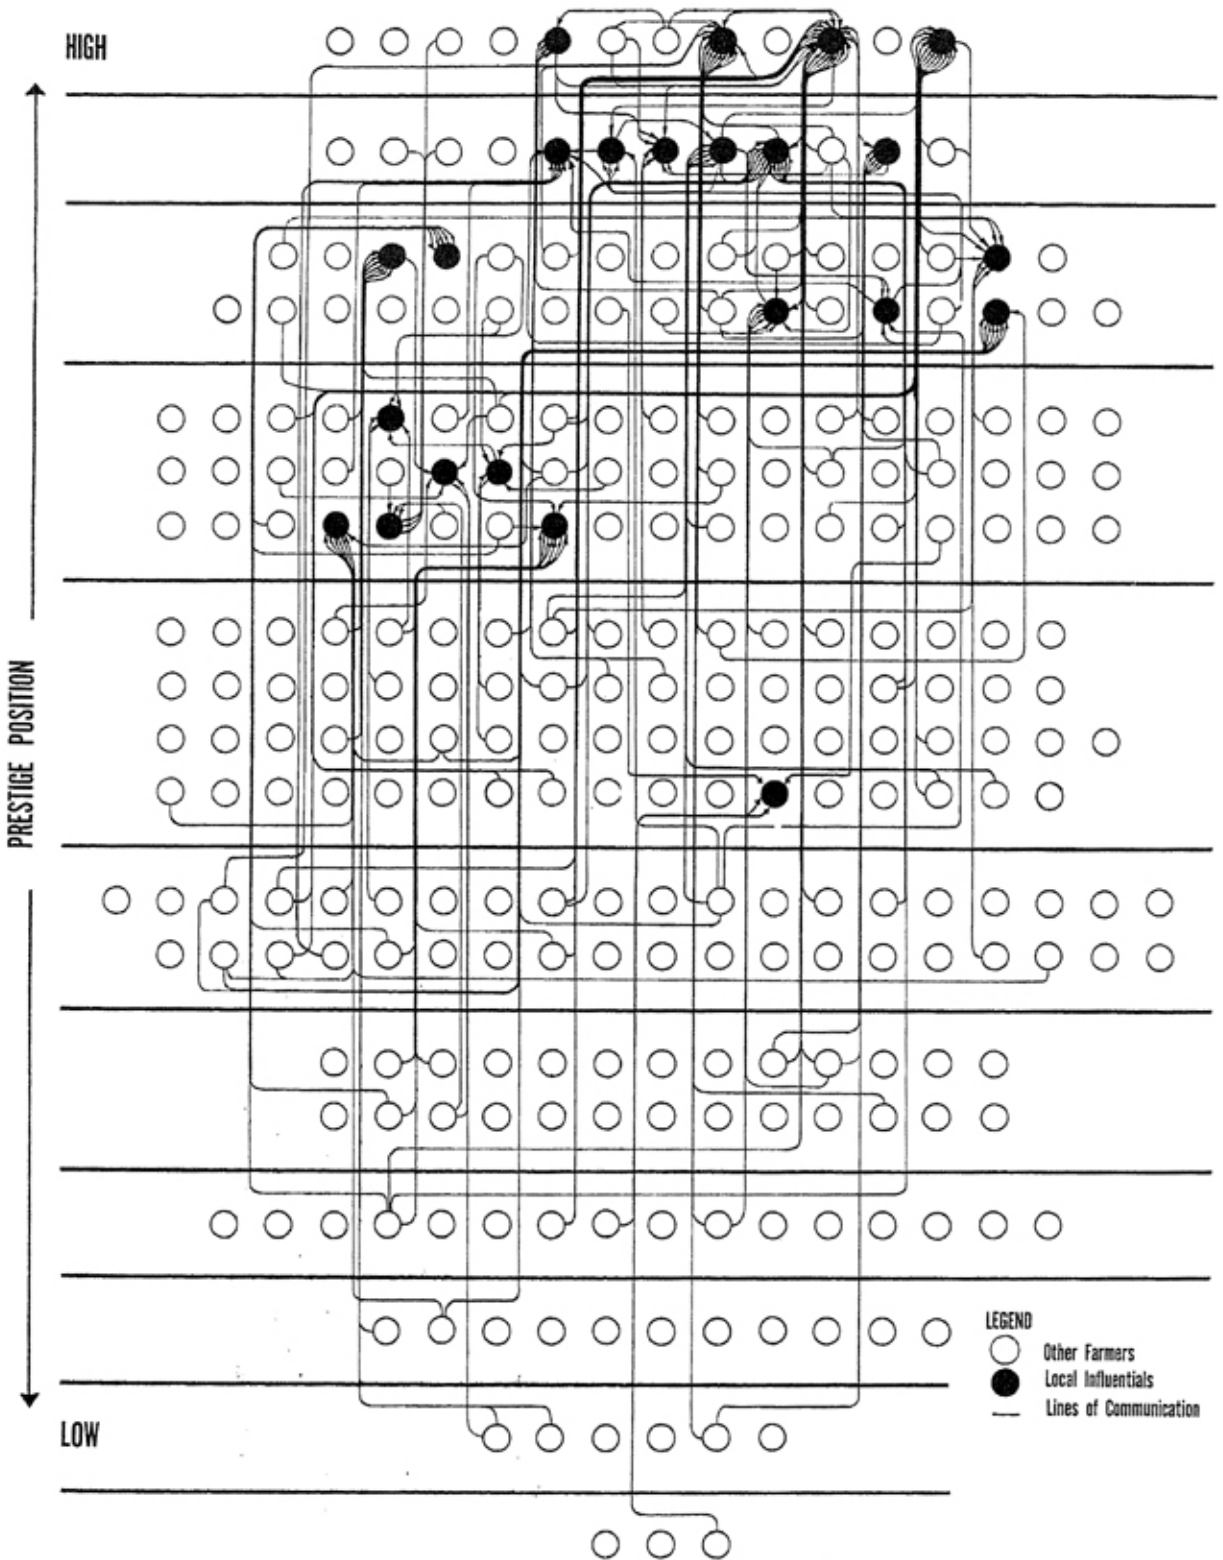 HIGH
PRESTIGE POSITION
LEGEND
Other Farmers
Local Influentials
Lines of Communication
LOW